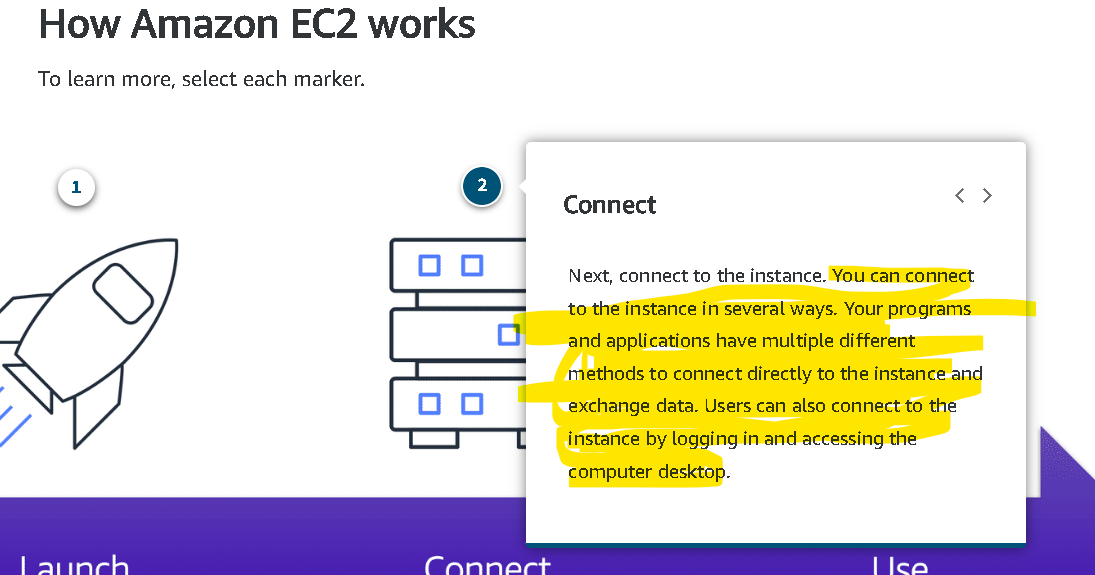 How Amazon EC2 works
To learn more, select each marker.
1
2
Connect
Next, connect to the instance. You can connect
to the instance in several ways. Your programs
and applications have multiple different
methods to connect directly to the instance and
exchange data. Users can also connect to the
instance by logging in and accessing the
computer desktop.
Launch
Connect
Use